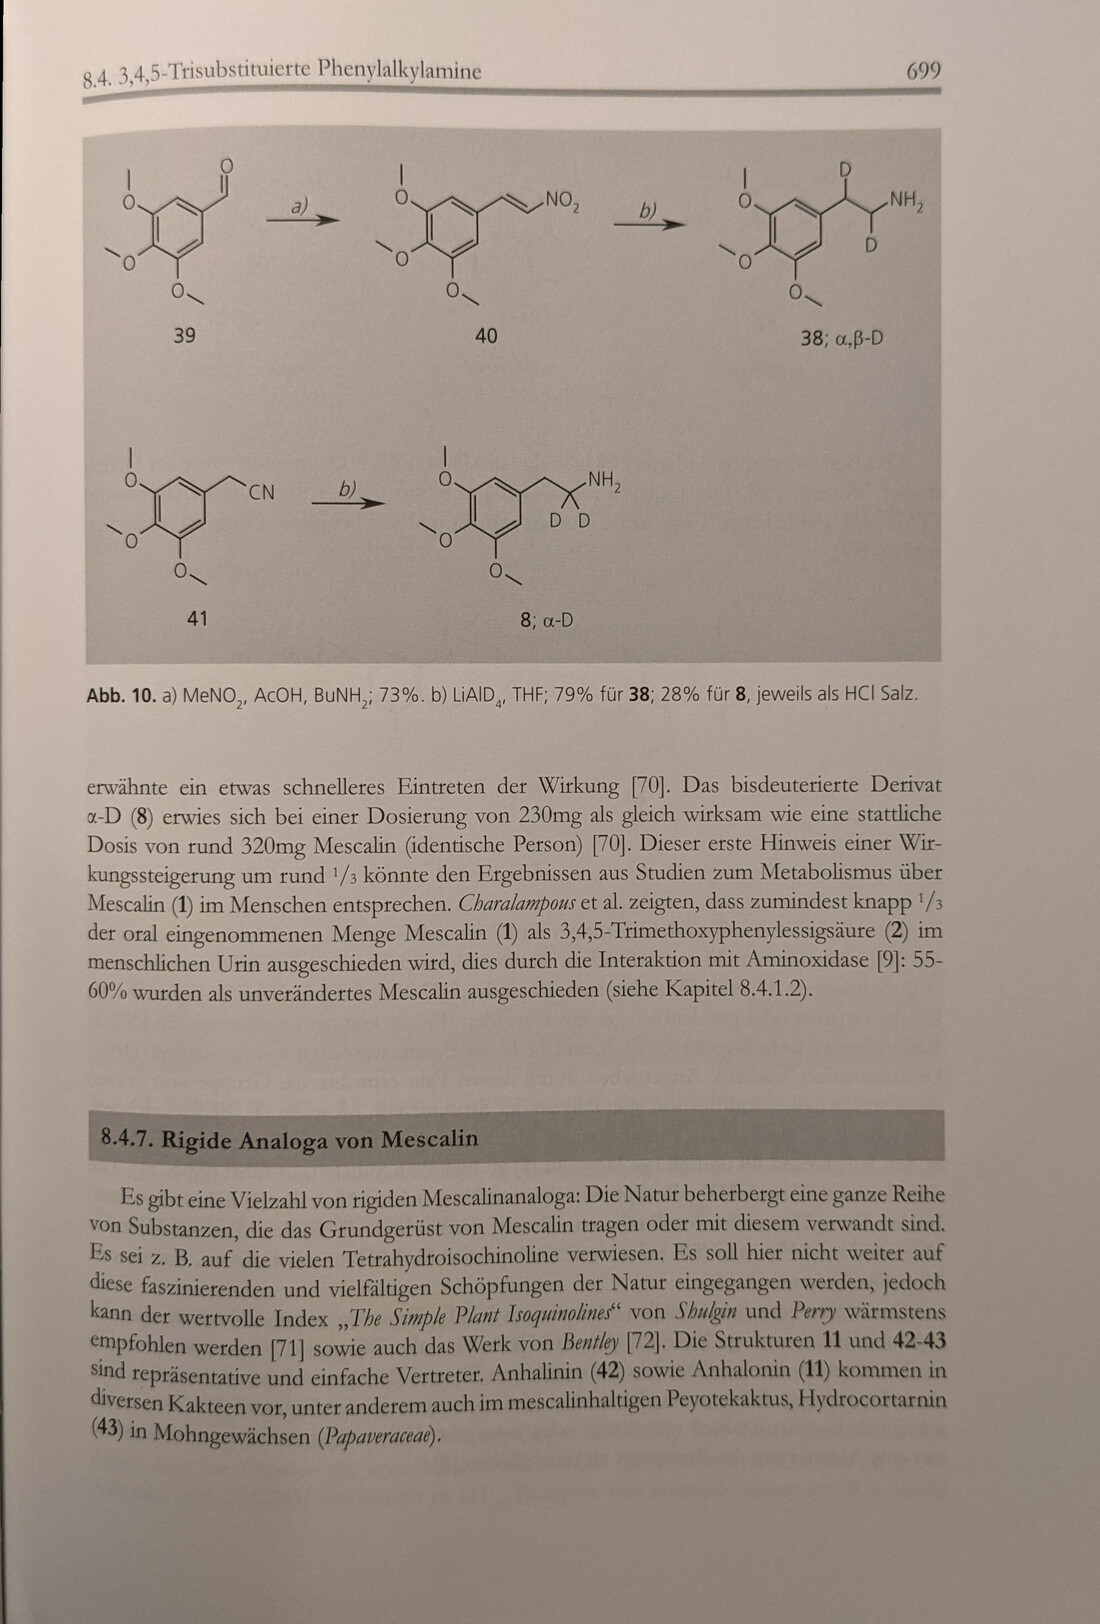 8.4. 3,4,5-Trisubstituierte Phenylalkylamine 699
O
O
O
O
39
a)
O
O
O
NO₂
40
b)
O
O
O
D
NH₂
D
38; α,β-D
O
O
O
CN
41
b)
O
O
O
NH₂
D D
8; α-D
Abb. 10. a) MeNO₂, AcOH, BuNH₂; 73%. b) LiAlD₄, THF; 79% für 38; 28% für 8, jeweils als HCl Salz.
erwähnte ein etwas schnelleres Eintreten der Wirkung [70]. Das bisdeuterierte Derivat
α-D (8) erwies sich bei einer Dosierung von 230mg als gleich wirksam wie eine stattliche
Dosis von rund 320mg Mescalin (identische Person) [70]. Dieser erste Hinweis einer Wir-
kungssteigerung um rund 1/3 könnte den Ergebnissen aus Studien zum Metabolismus über
Mescalin (1) im Menschen entsprechen. Charalampous et al. zeigten, dass zumindest knapp 1/3
der oral eingenommenen Menge Mescalin (1) als 3,4,5-Trimethoxyphenylessigsäure (2) im
menschlichen Urin ausgeschieden wird, dies durch die Interaktion mit Aminoxidase [9]: 55-
60% wurden als unverändertes Mescalin ausgeschieden (siehe Kapitel 8.4.1.2).
8.4.7. Rigide Analoga von Mescalin
Es gibt eine Vielzahl von rigiden Mescalinanaloga: Die Natur beherbergt eine ganze Reihe
von Substanzen, die das Grundgerüst von Mescalin tragen oder mit diesem verwandt sind.
Es sei z. B. auf die vielen Tetrahydroisochinoline verwiesen. Es soll hier nicht weiter auf
diese faszinierenden und vielfältigen Schöpfungen der Natur eingegangen werden, jedoch
kann der wertvolle Index „The Simple Plant Isoquinolines“ von Shulgin und Perry wärmstens
empfohlen werden [71] sowie auch das Werk von Bentley [72]. Die Strukturen 11 und 42-43
sind repräsentative und einfache Vertreter. Anhalinin (42) sowie Anhalonin (11) kommen in
diversen Kakteen vor, unter anderem auch im mescalinhaltigen Peyotekaktus, Hydrocortarnin
(43) in Mohngewächsen (Papaveraceae).